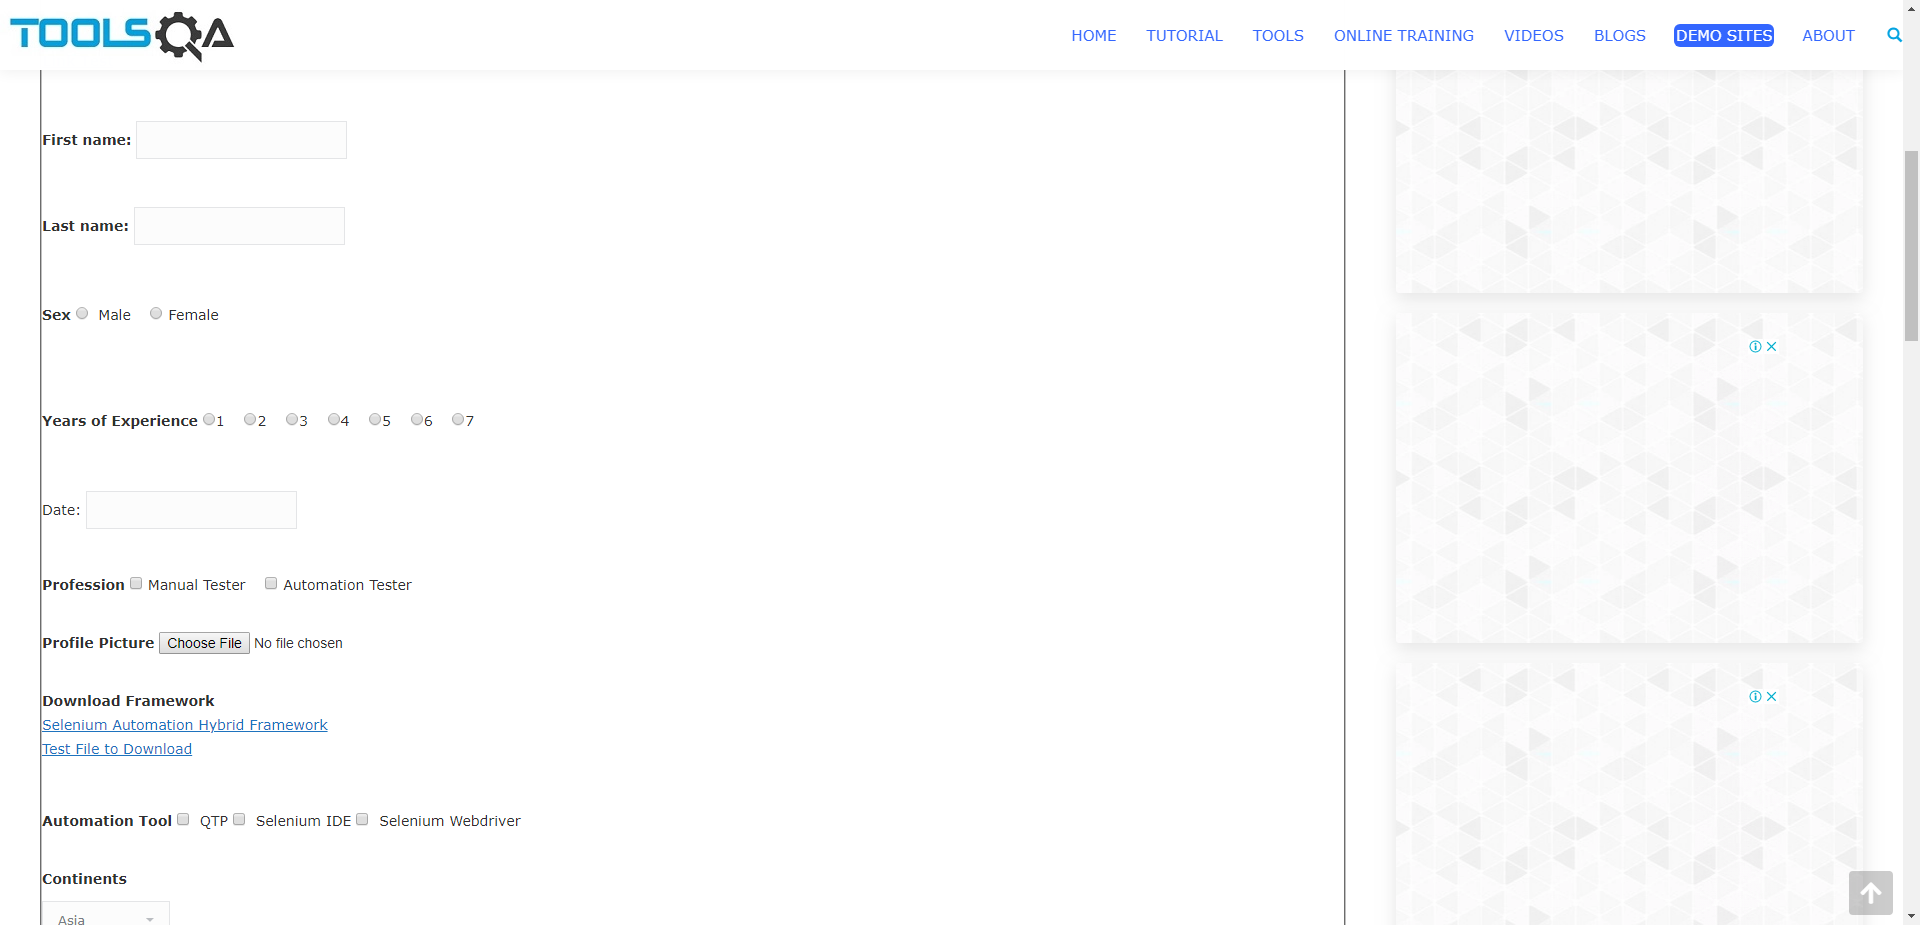 TOOLSQA
HOME TUTORIAL TOOLS ONLINE TRAINING VIDEOS BLOGS DEMO SITES ABOUT
First name:
Last name:
Sex Male Female
Years of Experience 1 2 3 4 5 6 7
Date:
Profession Manual Tester Automation Tester
Profile Picture Choose File No file chosen
Download Framework
Selenium Automation Hybrid Framework
Test File to Download
Automation Tool QTP Selenium IDE Selenium Webdriver
Continents
Asia